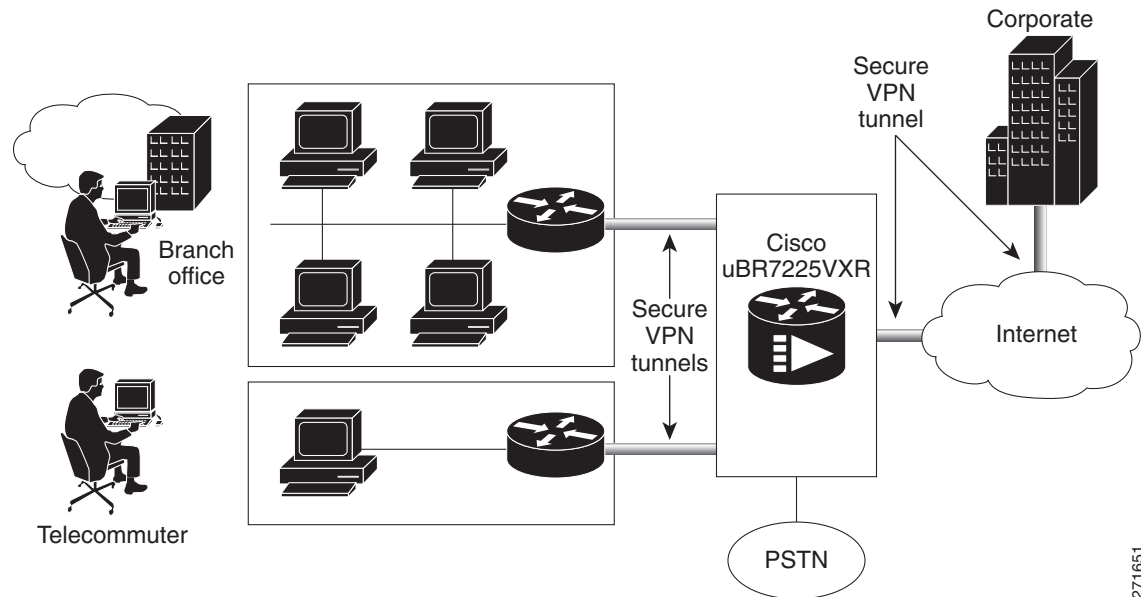 Corporate
Secure
VPN
tunnel
Branch
office
Cisco
uBR7225VXR
Secure
VPN
tunnels
Internet
Telecommuter
PSTN
271651